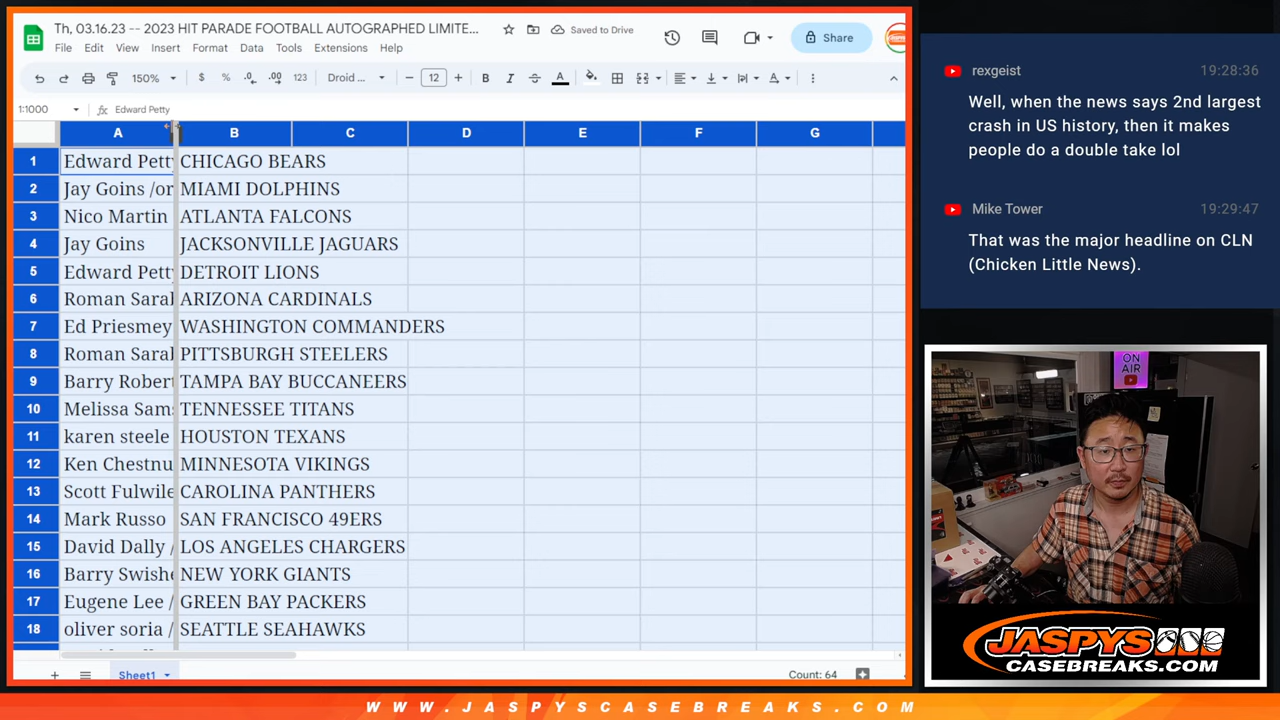 Th, 03.16.23 -- 2023 HIT PARADE FOOTBALL AUTOGRAPHED LIMITE...
Saved to Drive
Share
File Edit View Insert Format Data Tools Extensions Help
150% $ % .0 .00 123 Droid ... 12 B I A
1:1000 fx Edward Petty
A B C D E F G
1 Edward Petty CHICAGO BEARS
2 Jay Goins /or MIAMI DOLPHINS
3 Nico Martin ATLANTA FALCONS
4 Jay Goins JACKSONVILLE JAGUARS
5 Edward Petty DETROIT LIONS
6 Roman Saral ARIZONA CARDINALS
7 Ed Priesmey WASHINGTON COMMANDERS
8 Roman Saral PITTSBURGH STEELERS
9 Barry Robert TAMPA BAY BUCCANEERS
10 Melissa Sams TENNESSEE TITANS
11 karen steele HOUSTON TEXANS
12 Ken Chestnu MINNESOTA VIKINGS
13 Scott Fulwile CAROLINA PANTHERS
14 Mark Russo SAN FRANCISCO 49ERS
15 David Dally / LOS ANGELES CHARGERS
16 Barry Swishe NEW YORK GIANTS
17 Eugene Lee / GREEN BAY PACKERS
18 oliver soria / SEATTLE SEAHAWKS
Sheet1
Count: 64
rexgeist 19:28:36
Well, when the news says 2nd largest
crash in US history, then it makes
people do a double take lol
Mike Tower 19:29:47
That was the major headline on CLN
(Chicken Little News).
ON
AIR
JASPYS
CASEBREAKS.COM
WWW.JASPYSCASEBREAKS.COM